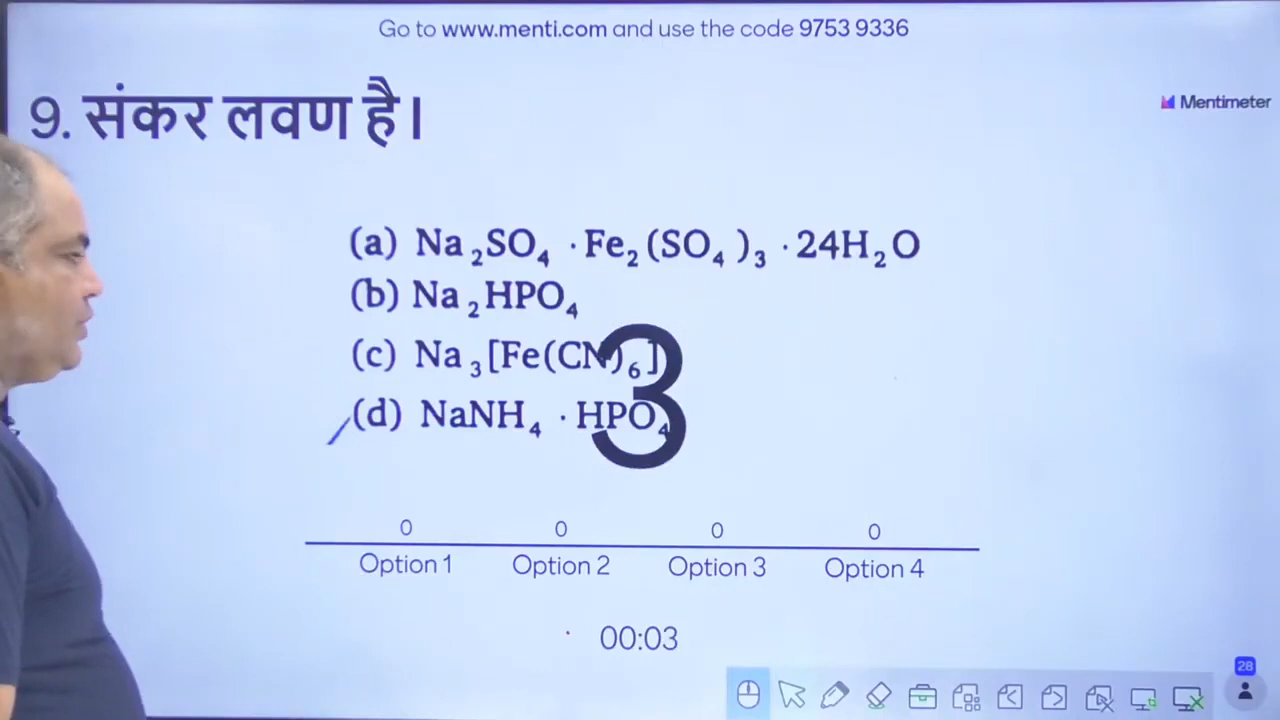 Go to www.menti.com and use the code 9753 9336
Mentimeter
9. संकर लवण है।
(a) Na₂SO₄ · Fe₂(SO₄)₃ · 24H₂O
(b) Na₂HPO₄
(c) Na₃[Fe(CN)₆]
(d) NaNH₄ · HPO₄
3
0 0 0 0
Option 1 Option 2 Option 3 Option 4
00:03
28